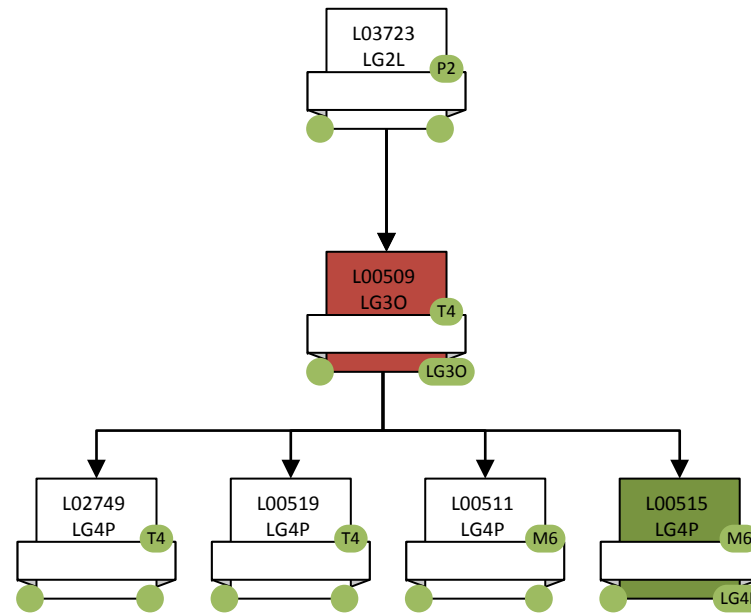 L03723
LG2L
P2
L00509
LG3O
T4
LG3O
L02749
LG4P
T4
L00519
LG4P
T4
L00511
LG4P
M6
L00515
LG4P
M6